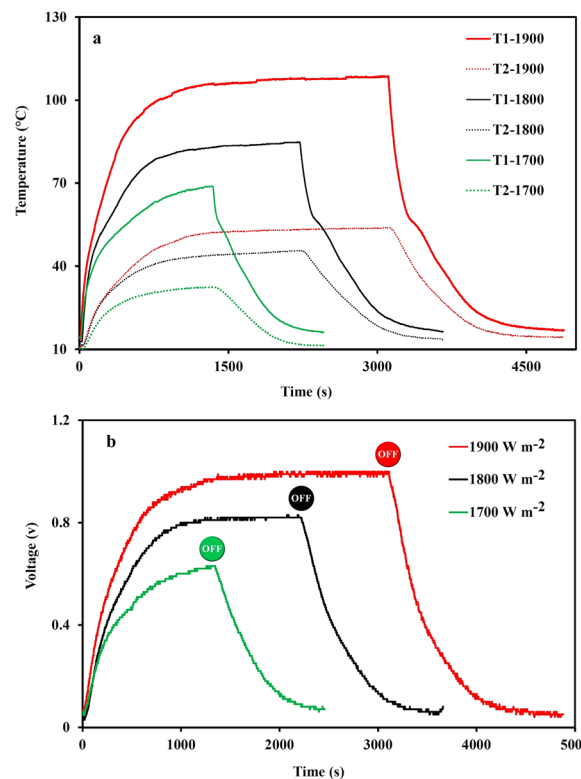 130
a
T1-1900
T2-1900
T1-1800
T2-1800
T1-1700
T2-1700
110
100
70
40
10
Temperature (°C)
0
1500
3000
4500
Time (s)
1.2
b
1900 W m-2
1800 W m-2
1700 W m-2
OFF
OFF
OFF
0.8
0.4
0
Voltage (v)
0
1000
2000
3000
4000
500
Time (s)